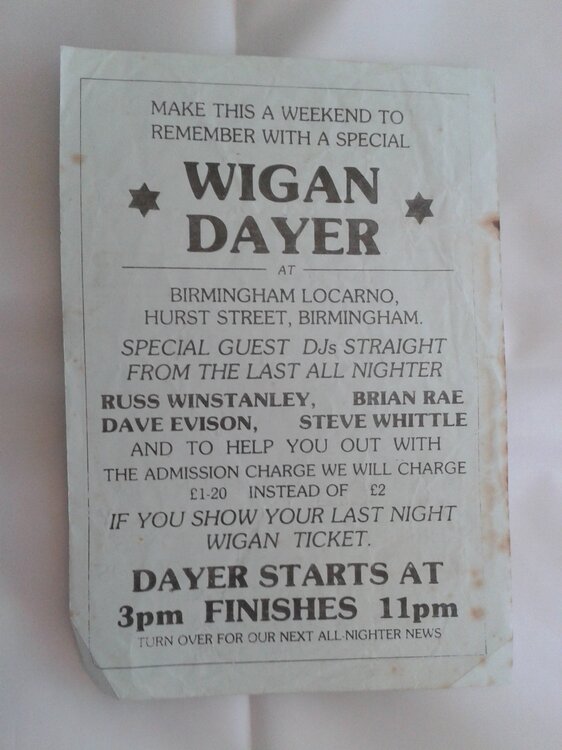 MAKE THIS A WEEKEND TO
REMEMBER WITH A SPECIAL
WIGAN
DAYER
AT
BIRMINGHAM LOCARNO,
HURST STREET, BIRMINGHAM.
SPECIAL GUEST DJs STRAIGHT
FROM THE LAST ALL NIGHTER
RUSS WINSTANLEY, BRIAN RAE
DAVE EVISON, STEVE WHITTLE
AND TO HELP YOU OUT WITH
THE ADMISSION CHARGE WE WILL CHARGE
£1-20 INSTEAD OF £2
IF YOU SHOW YOUR LAST NIGHT
WIGAN TICKET.
DAYER STARTS AT
3pm FINISHES 11pm
TURN OVER FOR OUR NEXT ALL-NIGHTER NEWS